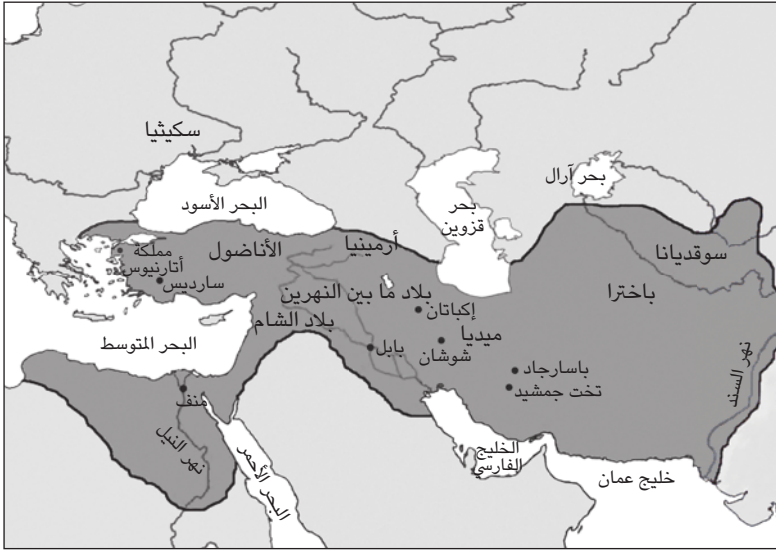 سكيثيا
البحر الأسود
بحر
قزوين
بحر آرال
سوقديانا
باخترا
أرمينيا
الأناضول
مملكة
أتارنيوس
سارديس
بلاد ما بين النهرين
إكباتان
بلاد الشام
ميديا
شوشان
بابل
البحر المتوسط
باسارجاد
تخت جمشيد
نهر السند
منف
نهر النيل
البحر الأحمر
الخليج
الفارسي
خليج عمان